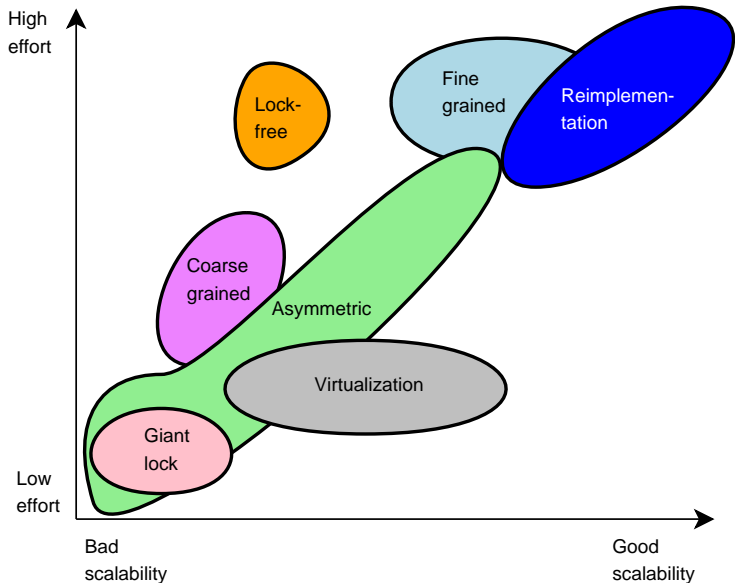 High
effort
Lock-
free
Fine
grained
Reimplemen-
tation
Coarse
grained
Asymmetric
Virtualization
Giant
lock
Low
effort
Bad
scalability
Good
scalability